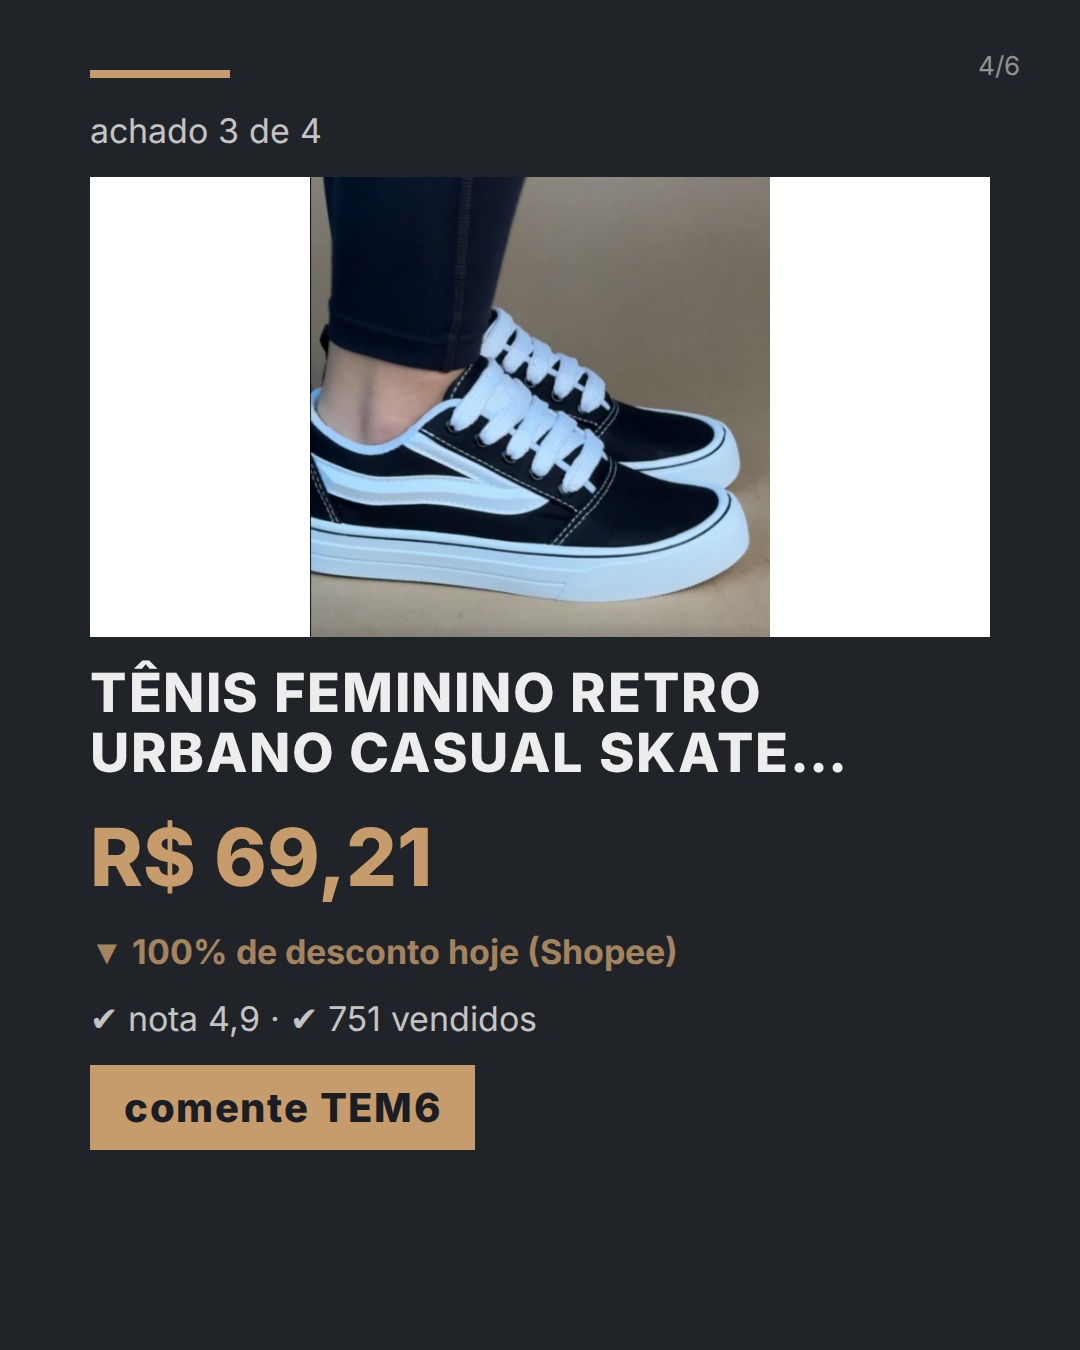 4/6
achado 3 de 4
TÊNIS FEMININO RETRO
URBANO CASUAL SKATE...
R$ 69,21
▼ 100% de desconto hoje (Shopee)
✔ nota 4,9 · ✔ 751 vendidos
comente TEM6